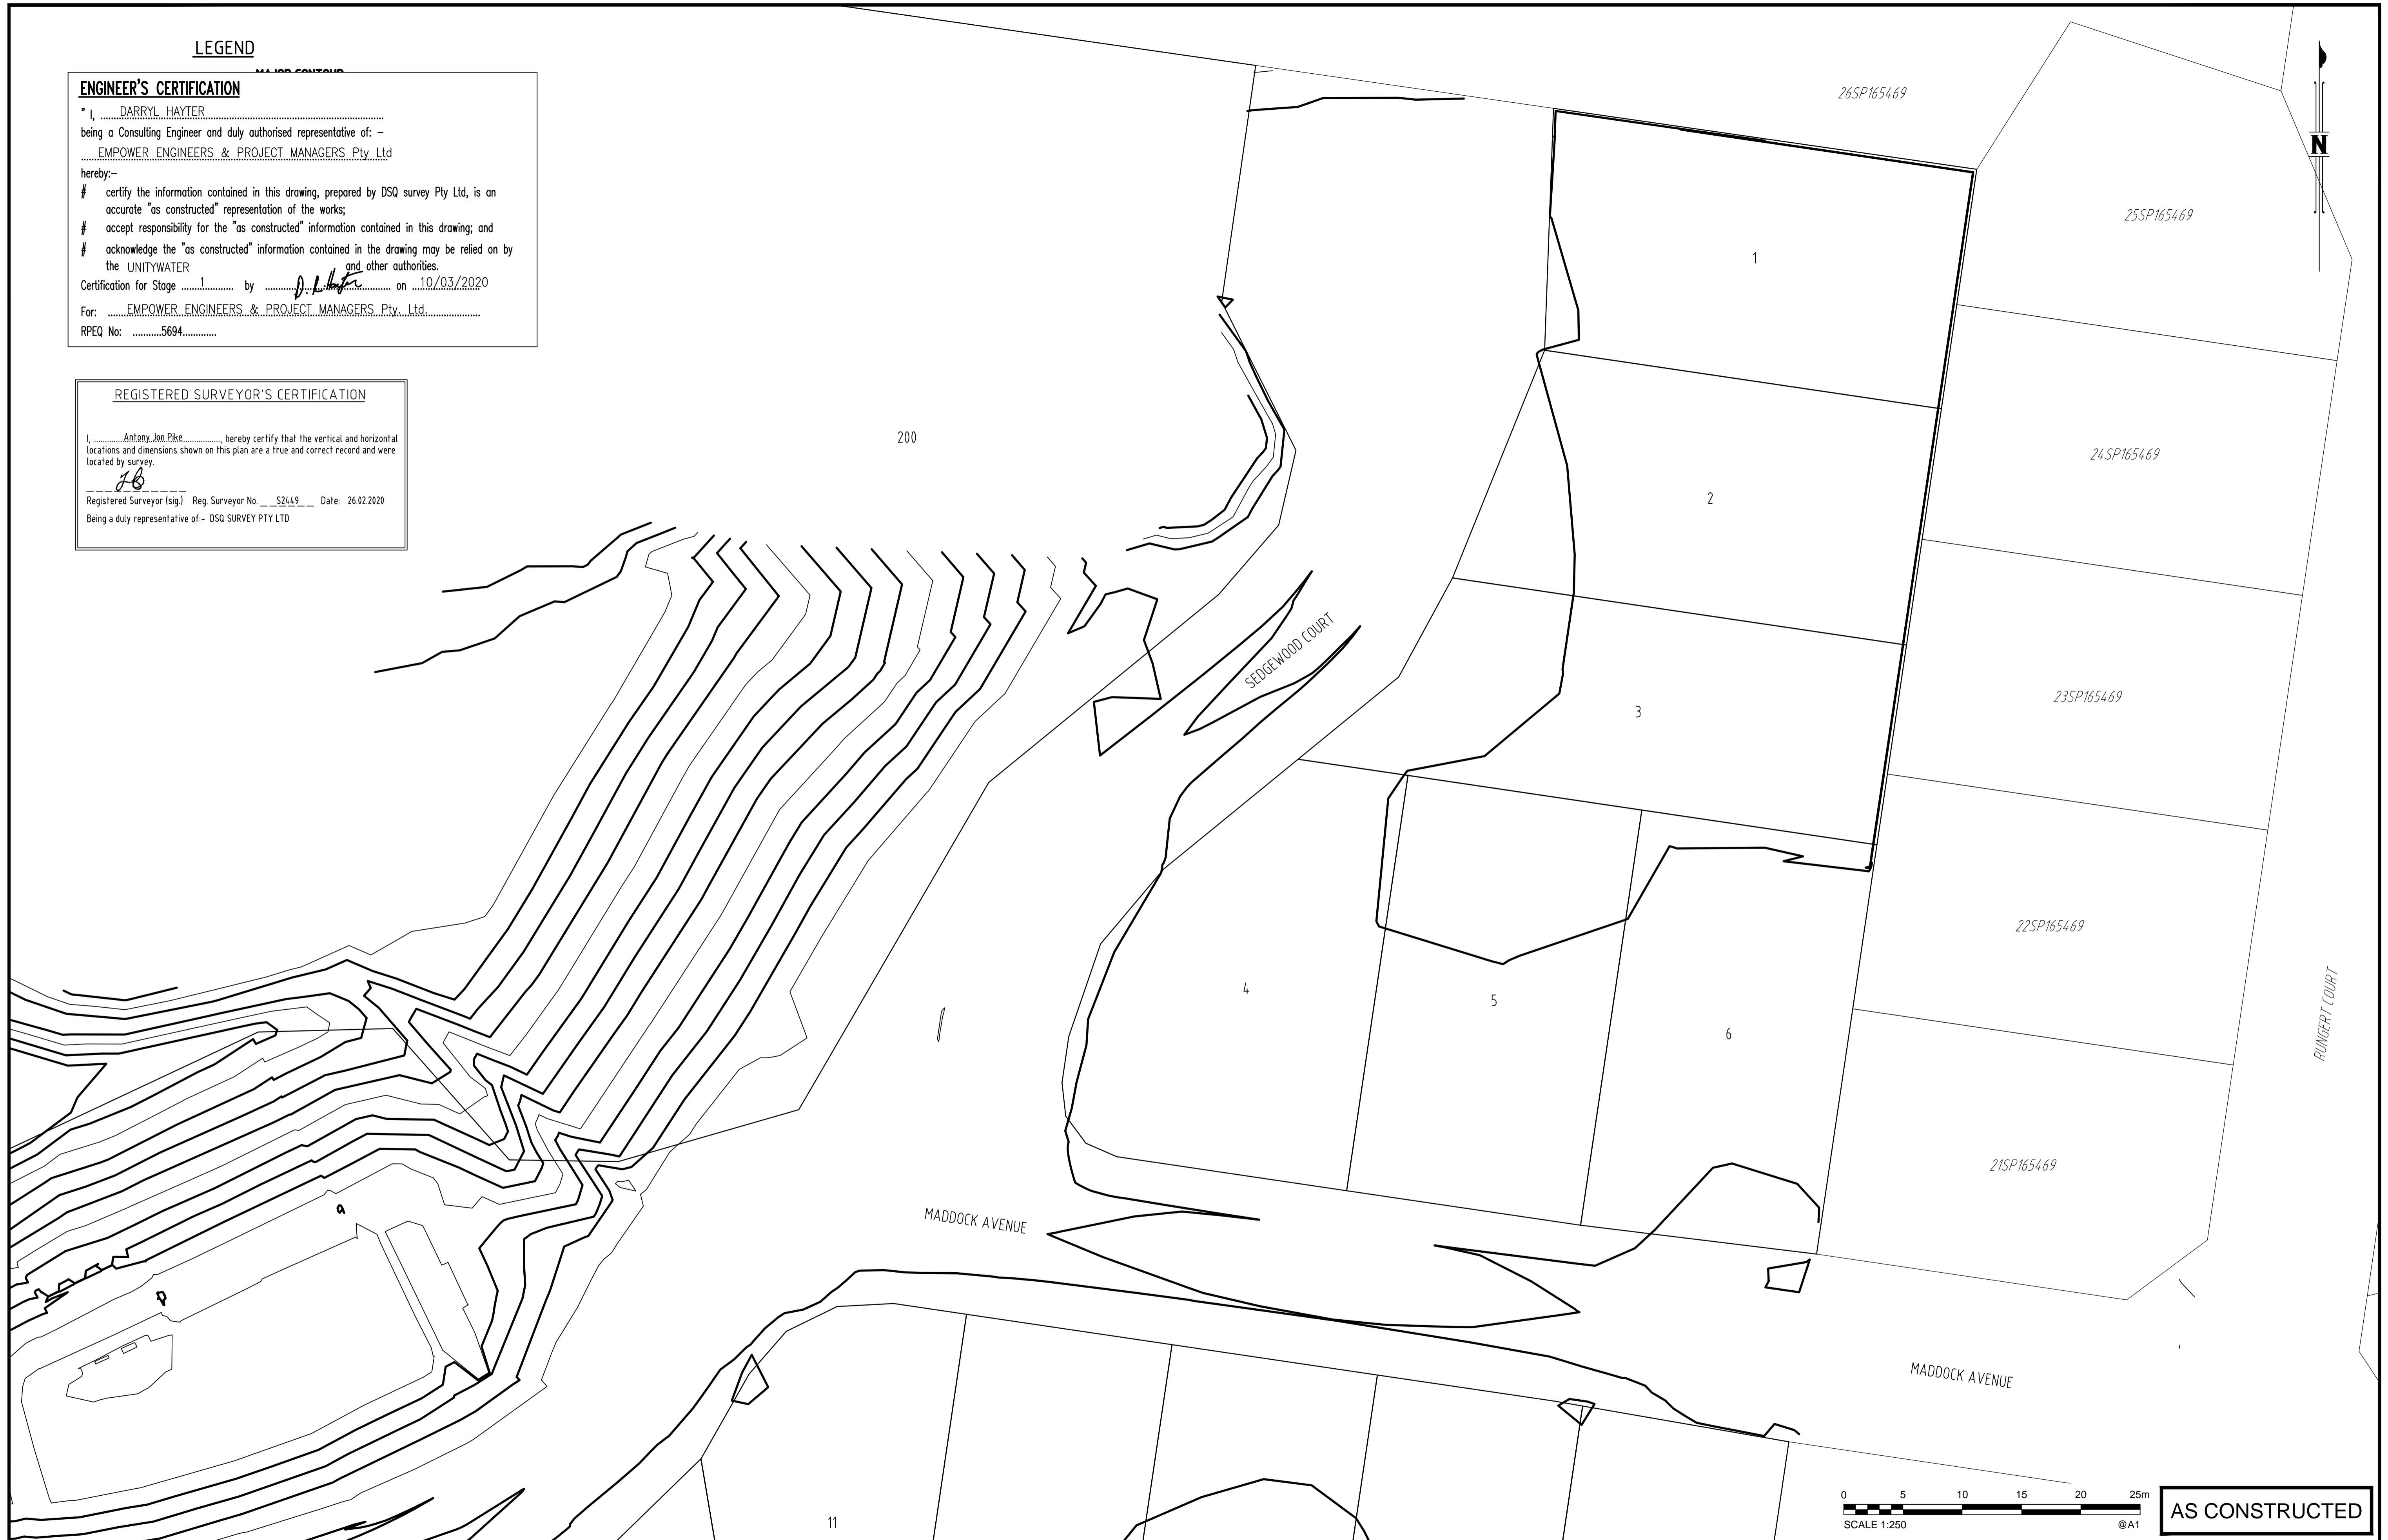 LEGEND
MAJOR CONTOUR
ENGINEER'S CERTIFICATION
" I, DARRYL HAYTER
being a Consulting Engineer and duly authorised representative of: -
EMPOWER ENGINEERS & PROJECT MANAGERS Pty Ltd
hereby:-
# certify the information contained in this drawing, prepared by DSQ survey Pty Ltd, is an
accurate "as constructed" representation of the works;
# accept responsibility for the "as constructed" information contained in this drawing; and
# acknowledge the "as constructed" information contained in the drawing may be relied on by
the UNITYWATER and other authorities.
Certification for Stage 1 by D. R. Hayter on 10/03/2020
For: EMPOWER ENGINEERS & PROJECT MANAGERS Pty. Ltd.
RPEQ No: 5694
REGISTERED SURVEYOR'S CERTIFICATION
I, Antony Jon Pike, hereby certify that the vertical and horizontal
locations and dimensions shown on this plan are a true and correct record and were
located by survey.
Registered Surveyor (sig.) Reg. Surveyor No. S2449 Date: 26.02.2020
Being a duly representative of:- DSQ SURVEY PTY LTD
26SP165469
N
25SP165469
1
200
24SP165469
2
SEDGEWOOD COURT
23SP165469
3
22SP165469
4
5
6
RUNGERT COURT
21SP165469
MADDOCK AVENUE
MADDOCK AVENUE
11
0 5 10 15 20 25m
SCALE 1:250 @A1
AS CONSTRUCTED